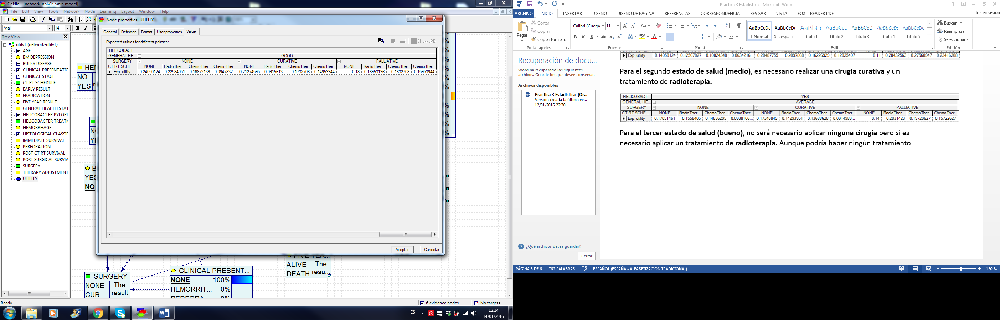 GeNIe - [network-nhlv1: main model]
File Edit View Tools Network Node Learning Layout Window Help
Arial 14 B I
Tree View
nhlv1 (network-nhlv1)
AGE
BM DEPRESSION
BULKY DISEASE
CLINICAL PRESENTATIC
CLINICAL STAGE
CT RT SCHEDULE
EARLY RESULT
ERADICATION
FIVE YEAR RESULT
GENERAL HEALTH STAT
HELICOBACTER PYLORI
HELICOBACTER TREATN
HEMORRHAGE
HISTOLOGICAL CLASSIF
IMMEDIATE SURVIVAL
PERFORATION
POST CT RT SURVIVAL
POST SURGICAL SURVIV
SURGERY
THERAPY ADJUSTMENT
UTILITY
HEM
NO
YES
NO
YE
YES
NO
Node properties: UTILITY
General Definition Format User properties Value
Expected utilities for different policies:
Show JPD
HELICOBACT...
GENERAL HE... GOOD
SURGERY NONE CURATIVE PALLIATIVE
CT RT SCHE... NONE Radio Ther... Chemo Ther... Chemo Ther... NONE Radio Ther... Chemo Ther... Chemo Ther... NONE Radio Ther... Chemo Ther... Chemo Ther...
Exp. utility 0.24050124 0.22584051 0.16872136 0.0947832... 0.21274595 0.0915613... 0.1732708 0.14953944 0.18 0.18953196 0.1832708 0.15953944
Aceptar Cancelar
SURGERY
NONE
CUR ...
The
result
CLINICAL PRESENT...
NONE 100%
HEMORRH ... 0%
PERFORA... 0%
FIVE YEA...
ALIVE
DEATH
The
resu...
Ready
6 evidence nodes No targets
ES
12:14
14/01/2016
Practica 3 Estadistica - Microsoft Word
ARCHIVO INICIO INSERTAR DISEÑO DISEÑO DE PÁGINA REFERENCIAS CORRESPONDENCIA REVISAR VISTA FOXIT READER PDF Iniciar sesión
Pegar
Cortar
Copiar
Copiar formato
Portapapeles
Calibri (Cuerpo 11
N K S abc x₂ x²
Fuente
Párrafo
AaBbCcDc AaBbCcDc AaBbCc AaBbCcE AaBbCcD AaBbCcDc AaBbCcDc
¶ Normal Sin espaci... Título 1 Título 2 Título 3 Título 4 Título 5
Estilos
Buscar
Reemplazar
Seleccionar
Edición
Recuperación de docu...
Word ha recuperado los siguientes
archivos. Guarde los que desee conservar.
Archivos disponibles
Practica 3 Estadistica [Or...
Versión creada la última ve...
12/01/2016 22:30
¿Qué archivos desea guardar?
Cerrar
Exp. utility 0.14050124 0.12567827 0.10824348 0.0634216... 0.20487755 0.2097868 0.16226929 0.12025497 0.11 0.28432563 0.27568947 0.23416208
Para el segundo estado de salud (medio), es necesario realizar una cirugía curativa y un
tratamiento de radioterapia.
HELICOBACT... YES
GENERAL HE... AVERAGE
SURGERY NONE CURATIVE PALLIATIVE
CT RT SCHE... NONE Radio Ther... Chemo Ther... Chemo Ther... NONE Radio Ther... Chemo Ther... Chemo Ther... NONE Radio Ther... Chemo Ther... Chemo Ther...
Exp. utility 0.17051461 0.1558405 0.14836295 0.0938106... 0.17346849 0.14293951 0.13688628 0.0914983... 0.14 0.2031423 0.19729627 0.15722627
Para el tercer estado de salud (bueno), no será necesario aplicar ninguna cirugía pero si es
necesario aplicar un tratamiento de radioterapia. Aunque podría haber ningún tratamiento
PÁGINA 6 DE 6 762 PALABRAS ESPAÑOL (ESPAÑA - ALFABETIZACIÓN TRADICIONAL) 150 %